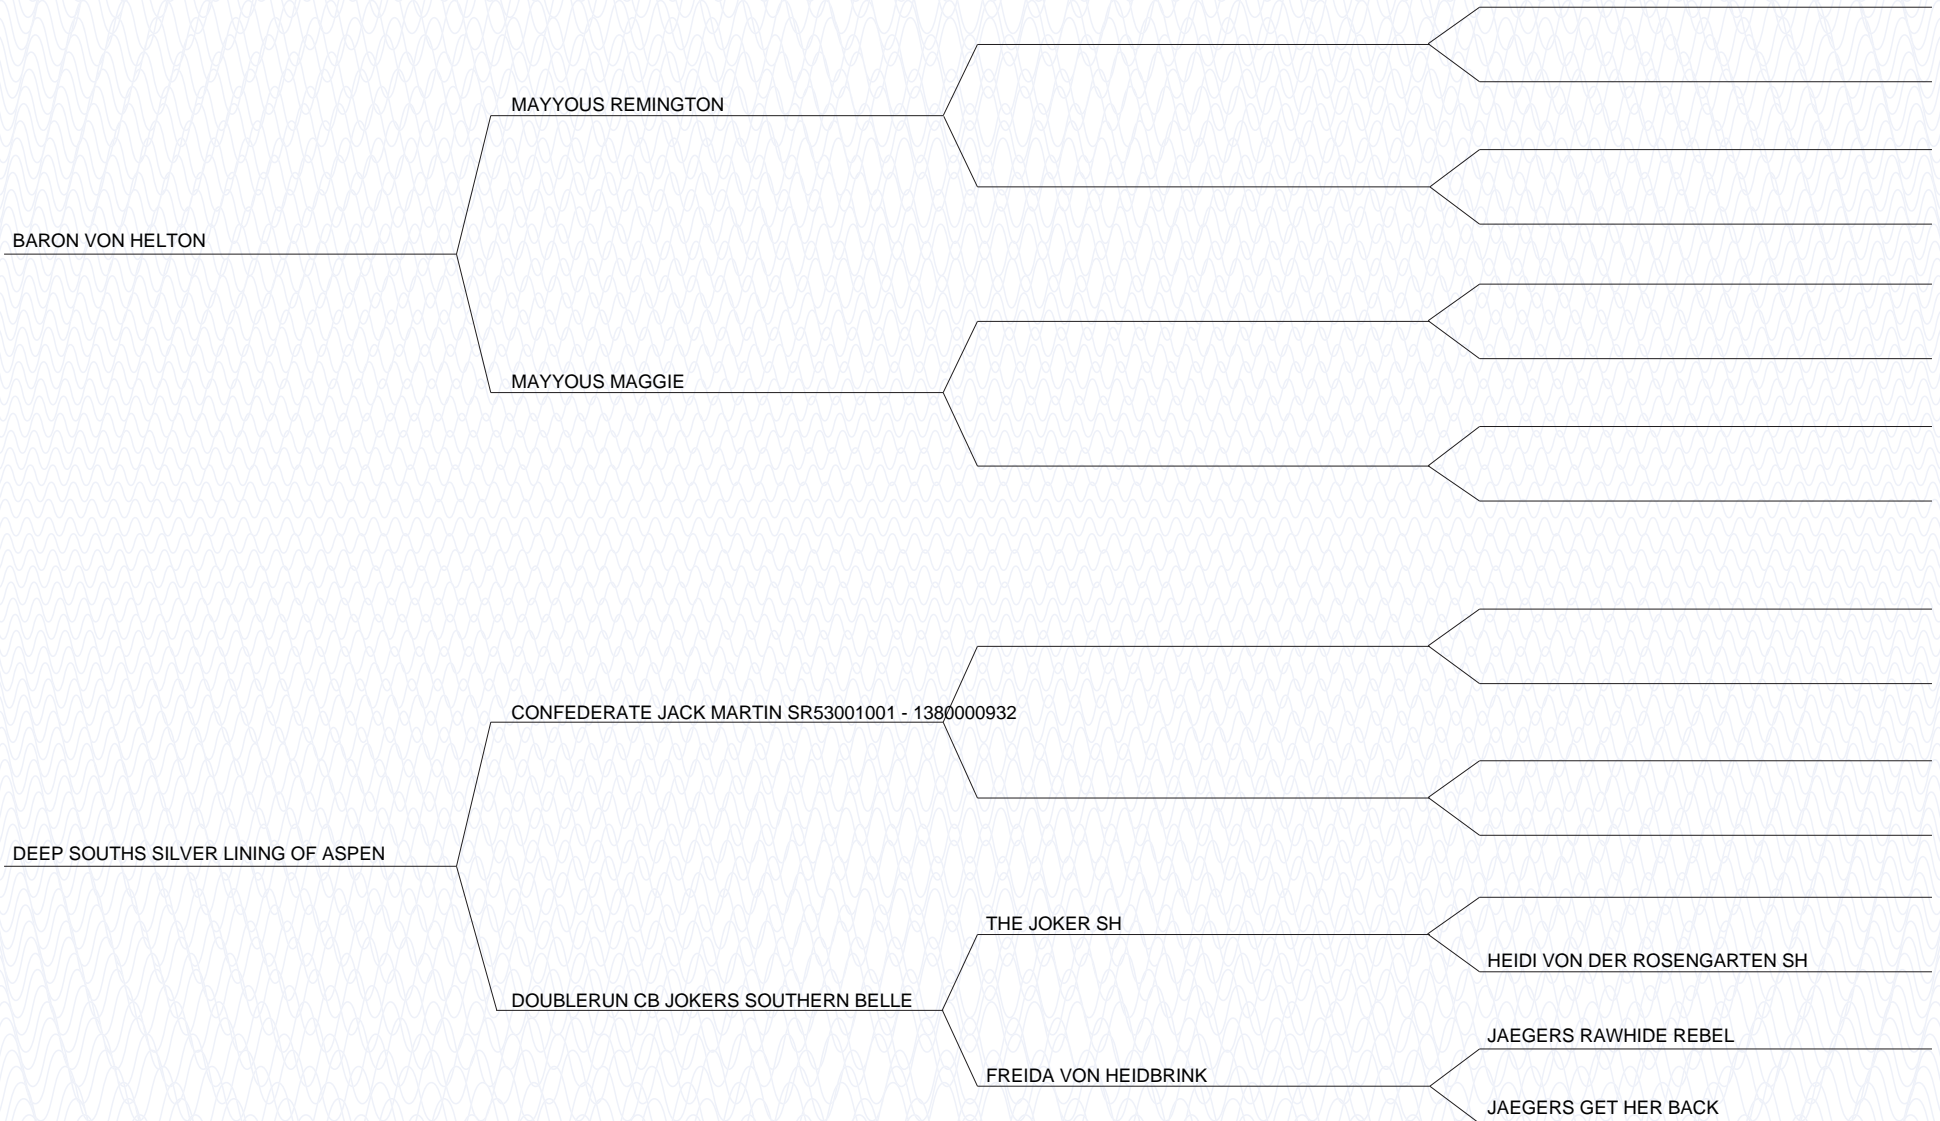 MAYYOUS REMINGTON
BARON VON HELTON
MAYYOUS MAGGIE
CONFEDERATE JACK MARTIN SR53001001 - 1380000932
DEEP SOUTHS SILVER LINING OF ASPEN
THE JOKER SH
HEIDI VON DER ROSENGARTEN SH
DOUBLERUN CB JOKERS SOUTHERN BELLE
JAEGERS RAWHIDE REBEL
FREIDA VON HEIDBRINK
JAEGERS GET HER BACK